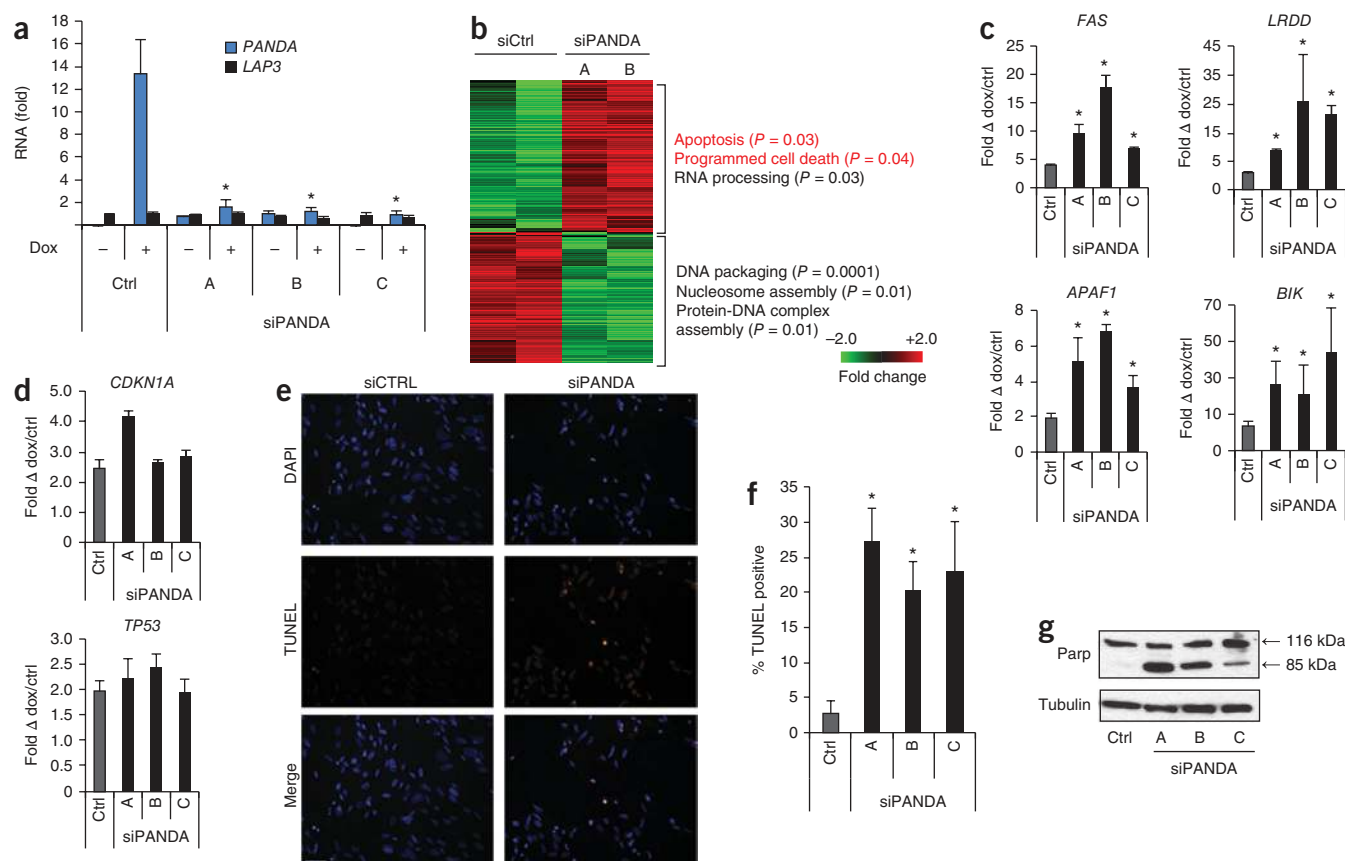 a
18
16
14
12
10
8
6
4
2
RNA (fold)
PANDA
LAP3
Dox
– + – + – + – +
Ctrl A B C
siPANDA
b
siCtrl siPANDA
A B
Apoptosis (P = 0.03)
Programmed cell death (P = 0.04)
RNA processing (P = 0.03)
DNA packaging (P = 0.0001)
Nucleosome assembly (P = 0.01)
Protein-DNA complex
assembly (P = 0.01)
–2.0 +2.0
Fold change
c
FAS
25
20
15
10
5
0
Fold Δ dox/ctrl
* * *
Ctrl A B C
siPANDA
LRDD
45
35
25
15
5
0
Fold Δ dox/ctrl
* * *
Ctrl A B C
siPANDA
APAF1
8
6
4
2
0
Fold Δ dox/ctrl
* * *
Ctrl A B C
siPANDA
BIK
70
50
30
10
0
Fold Δ dox/ctrl
* * *
Ctrl A B C
siPANDA
d
CDKN1A
5.0
4.0
3.0
2.0
1.0
0
Fold Δ dox/ctrl
Ctrl A B C
siPANDA
TP53
3.0
2.5
2.0
1.5
1.0
0.5
0
Fold Δ dox/ctrl
Ctrl A B C
siPANDA
e
siCTRL siPANDA
DAPI
TUNEL
Merge
f
35
30
25
20
15
10
5
0
% TUNEL positive
* * *
Ctrl A B C
siPANDA
g
Parp
← 116 kDa
← 85 kDa
Tubulin
Ctrl A B C
siPANDA